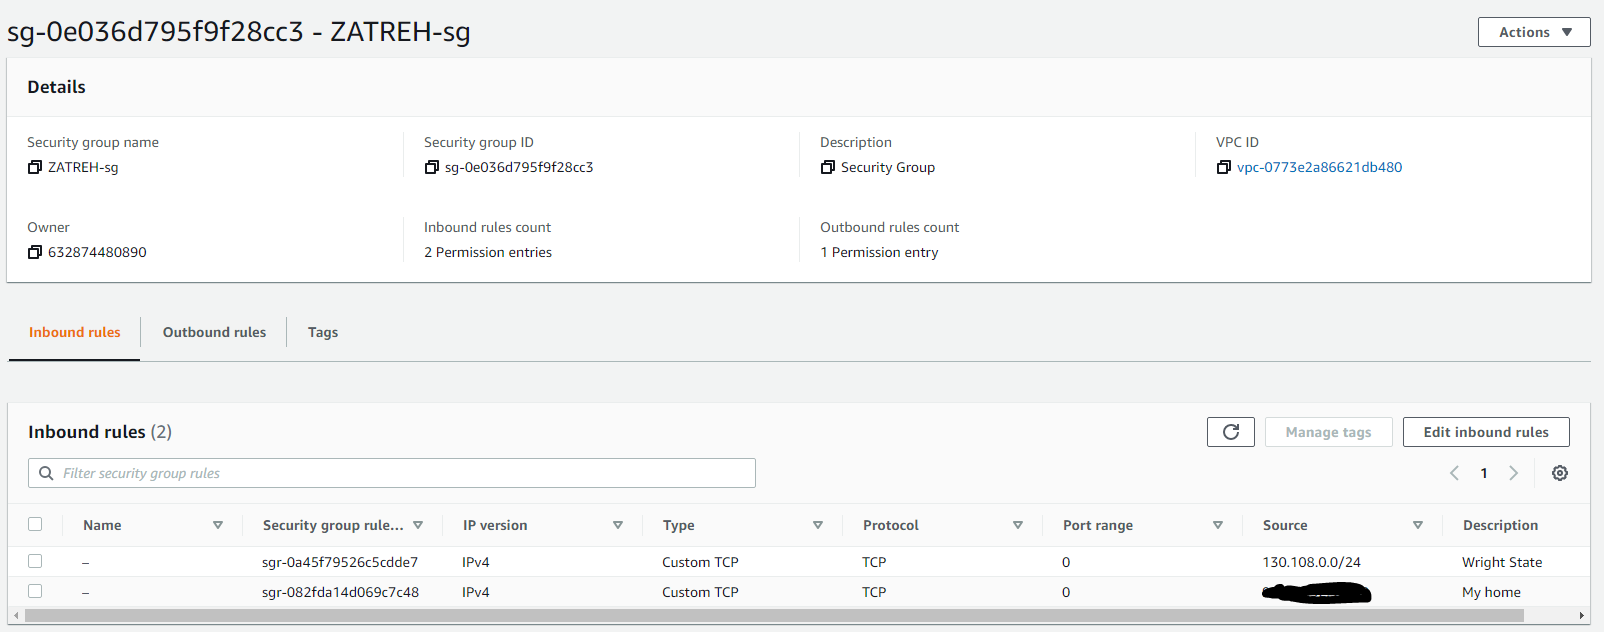 sg-0e036d795f9f28cc3 - ZATREH-sg
Actions
Details
Security group name
ZATREH-sg
Security group ID
sg-0e036d795f9f28cc3
Description
Security Group
VPC ID
vpc-0773e2a86621db480
Owner
632874480890
Inbound rules count
2 Permission entries
Outbound rules count
1 Permission entry
Inbound rules Outbound rules Tags
Inbound rules (2)
Manage tags
Edit inbound rules
Filter security group rules
1
Name Security group rule... IP version Type Protocol Port range Source Description
– sgr-0a45f79526c5cdde7 IPv4 Custom TCP TCP 0 130.108.0.0/24 Wright State
– sgr-082fda14d069c7c48 IPv4 Custom TCP TCP 0 My home